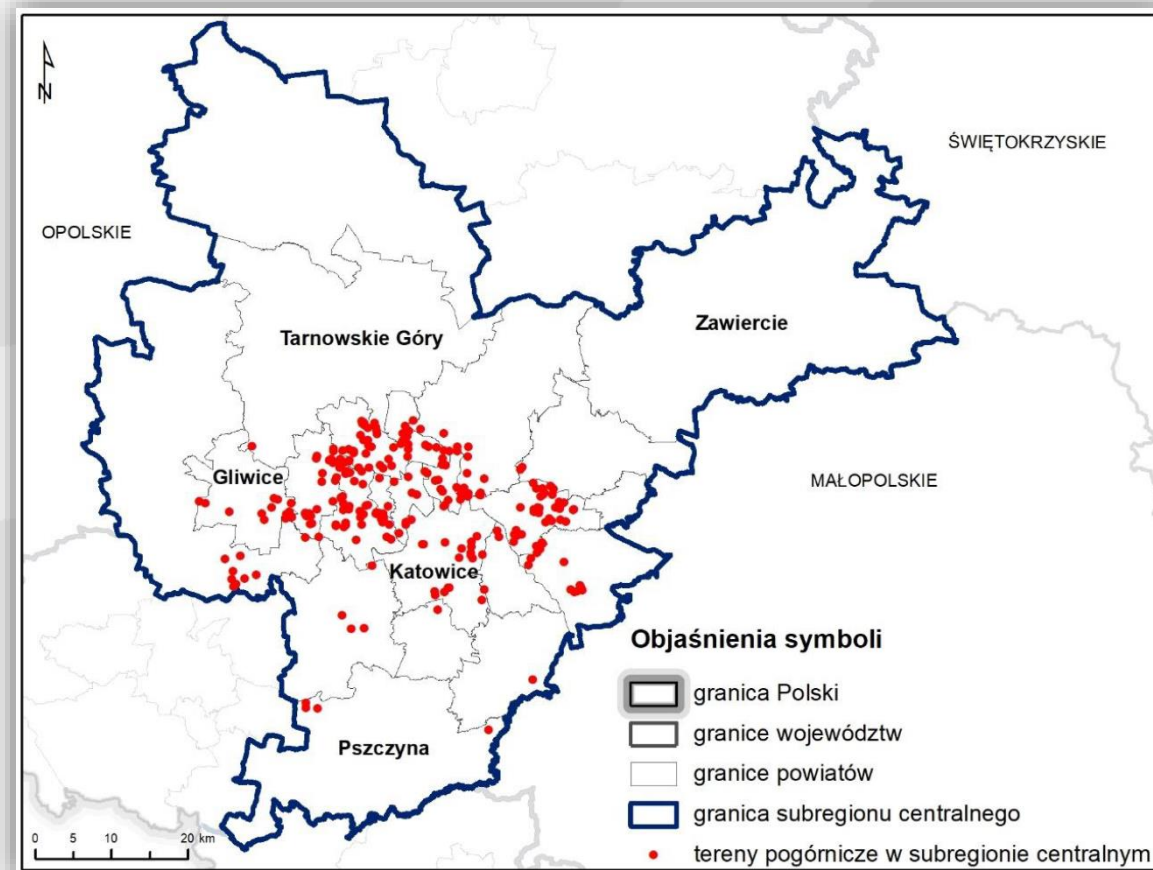 N
ŚWIĘTOKRZYSKIE
OPOLSKIE
Zawiercie
Tarnowskie Góry
Gliwice
MAŁOPOLSKIE
Katowice
Pszczyna
Objaśnienia symboli
granica Polski
granice województw
granice powiatów
granica subregionu centralnego
tereny pogórnicze w subregionie centralnym
0 5 10 20 km